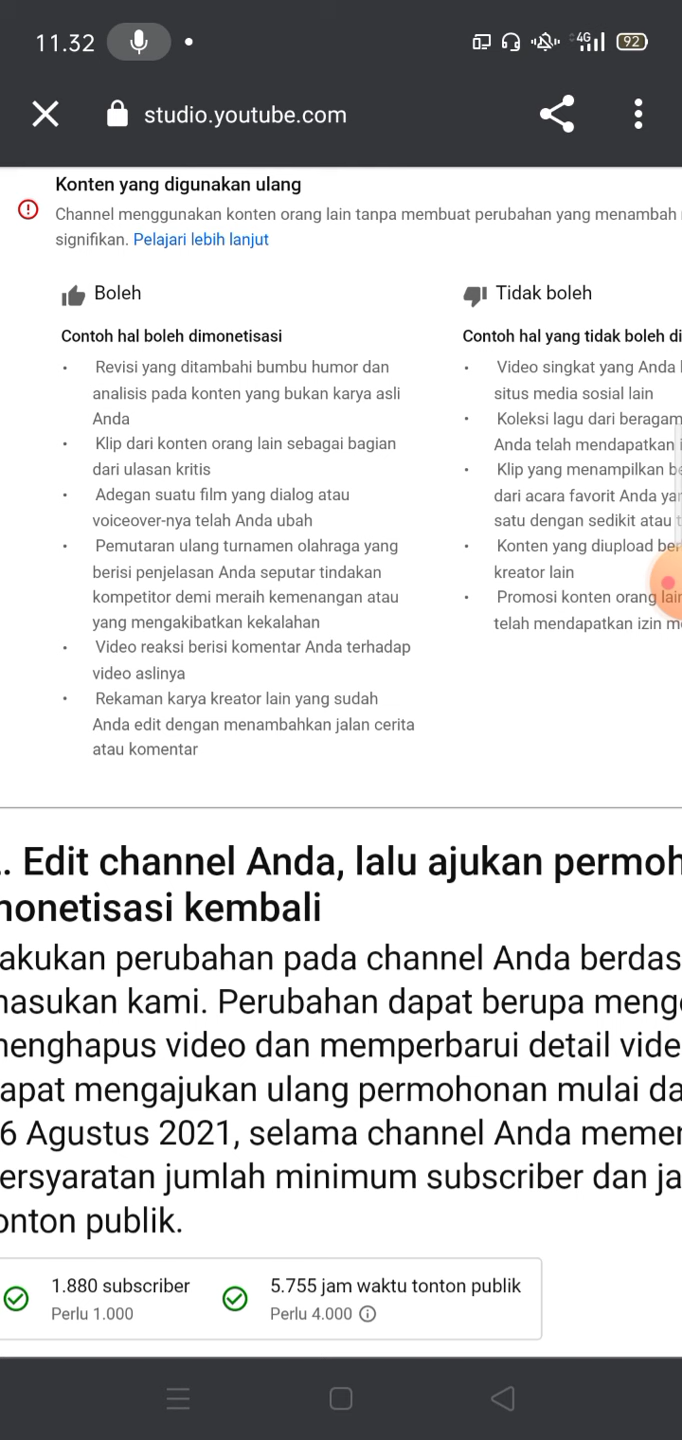 11.32
4G
92
studio.youtube.com
Konten yang digunakan ulang
Channel menggunakan konten orang lain tanpa membuat perubahan yang menambah
signifikan. Pelajari lebih lanjut
Boleh
Contoh hal boleh dimonetisasi
• Revisi yang ditambahi bumbu humor dan
analisis pada konten yang bukan karya asli
Anda
• Klip dari konten orang lain sebagai bagian
dari ulasan kritis
• Adegan suatu film yang dialog atau
voiceover-nya telah Anda ubah
• Pemutaran ulang turnamen olahraga yang
berisi penjelasan Anda seputar tindakan
kompetitor demi meraih kemenangan atau
yang mengakibatkan kekalahan
• Video reaksi berisi komentar Anda terhadap
video aslinya
• Rekaman karya kreator lain yang sudah
Anda edit dengan menambahkan jalan cerita
atau komentar
Tidak boleh
Contoh hal yang tidak boleh di
• Video singkat yang Anda
situs media sosial lain
• Koleksi lagu dari beragam
Anda telah mendapatkan
• Klip yang menampilkan be
dari acara favorit Anda yan
satu dengan sedikit atau t
• Konten yang diupload ber
kreator lain
• Promosi konten orang lain
telah mendapatkan izin m
. Edit channel Anda, lalu ajukan permoh
onetisasi kembali
akukan perubahan pada channel Anda berdas
asukan kami. Perubahan dapat berupa meng
enghapus video dan memperbarui detail vide
apat mengajukan ulang permohonan mulai da
6 Agustus 2021, selama channel Anda memen
ersyaratan jumlah minimum subscriber dan ja
onton publik.
1.880 subscriber
Perlu 1.000
5.755 jam waktu tonton publik
Perlu 4.000